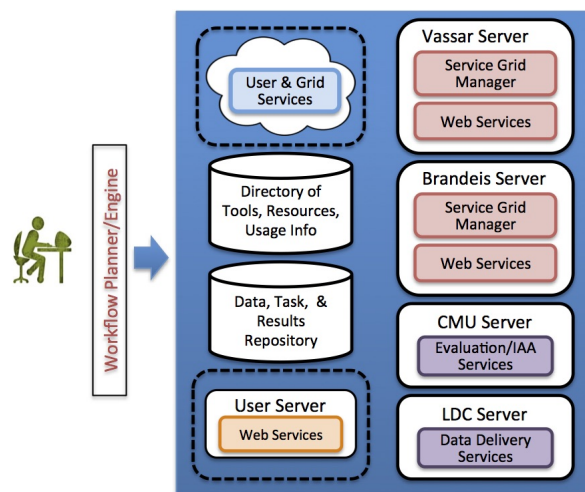 Workflow Planner/Engine
User & Grid
Services
Directory of
Tools, Resources,
Usage Info
Data, Task, &
Results
Repository
User Server
Web Services
Vassar Server
Service Grid
Manager
Web Services
Brandeis Server
Service Grid
Manager
Web Services
CMU Server
Evaluation/IAA
Services
LDC Server
Data Delivery
Services